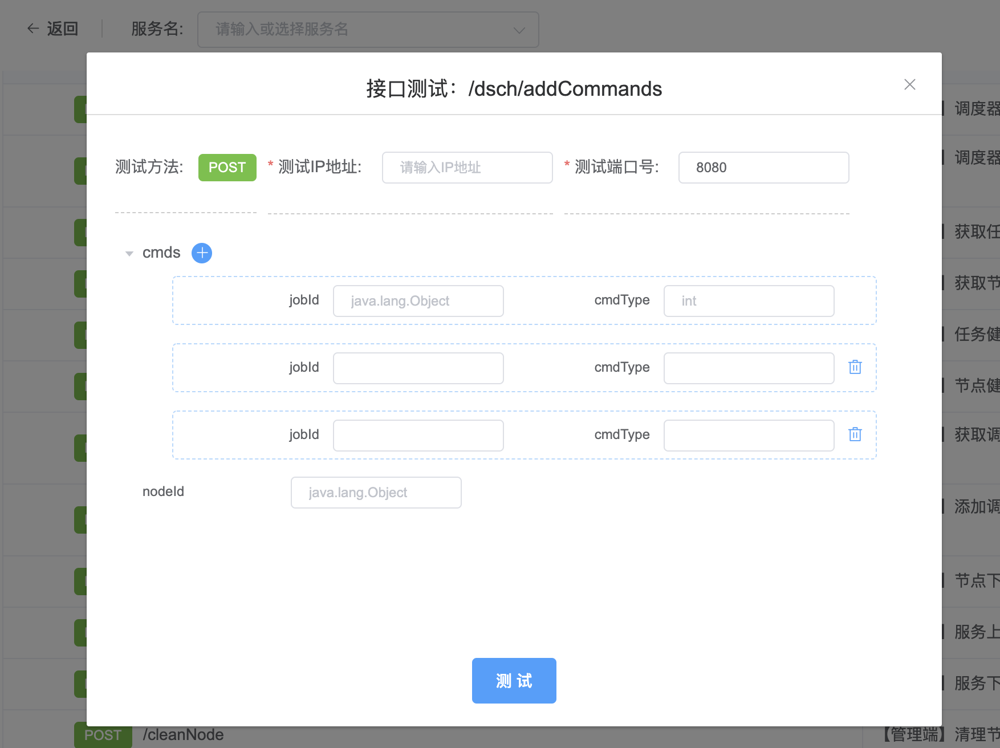 返回
服务名:
请输入或选择服务名
接口测试：/dsch/addCommands
调度器
测试方法: POST * 测试IP地址: 请输入IP地址 * 测试端口号: 8080
调度器
获取任
cmds
获取节
jobId java.lang.Object cmdType int
任务健
jobId cmdType
节点健
jobId cmdType
获取调
nodeId java.lang.Object
添加调
节点下
服务上
测 试
服务下
POST /cleanNode 【管理端】清理节